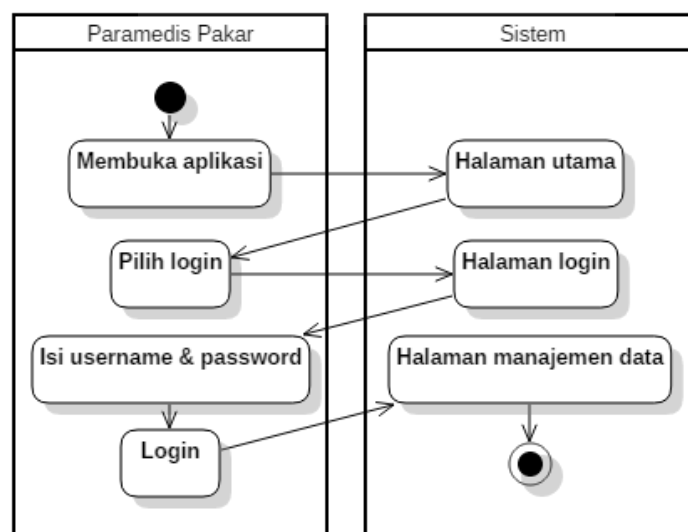 Paramedis Pakar
Sistem
Membuka aplikasi
Halaman utama
Pilih login
Halaman login
Isi username & password
Halaman manajemen data
Login